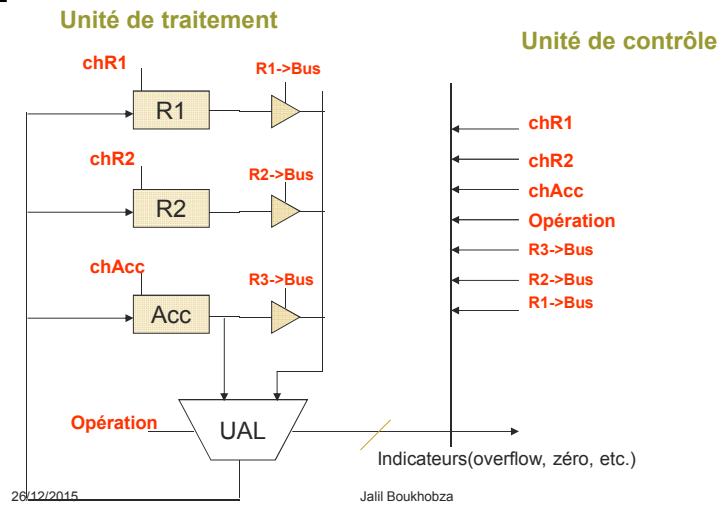 Unité de traitement
Unité de contrôle
chR1
R1->Bus
R1
chR2
R2->Bus
R2
chAcc
R3->Bus
Acc
Opération
UAL
chR1
chR2
chAcc
Opération
R3->Bus
R2->Bus
R1->Bus
Indicateurs(overflow, zéro, etc.)
26/12/2015
Jalil Boukhobza